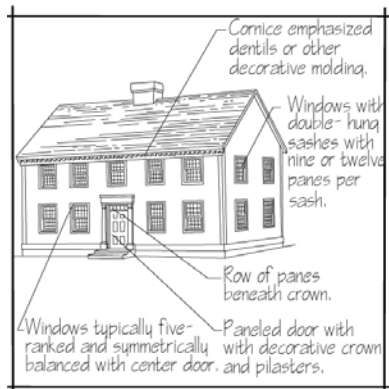 Cornice emphasized
dentils or other
decorative molding.
Windows with
double- hung
sashes with
nine or twelve
panes per
sash.
Row of panes
beneath crown.
Windows typically five-
ranked and symmetrically
balanced with center door.
Paneled door with
with decorative crown
and pilasters.